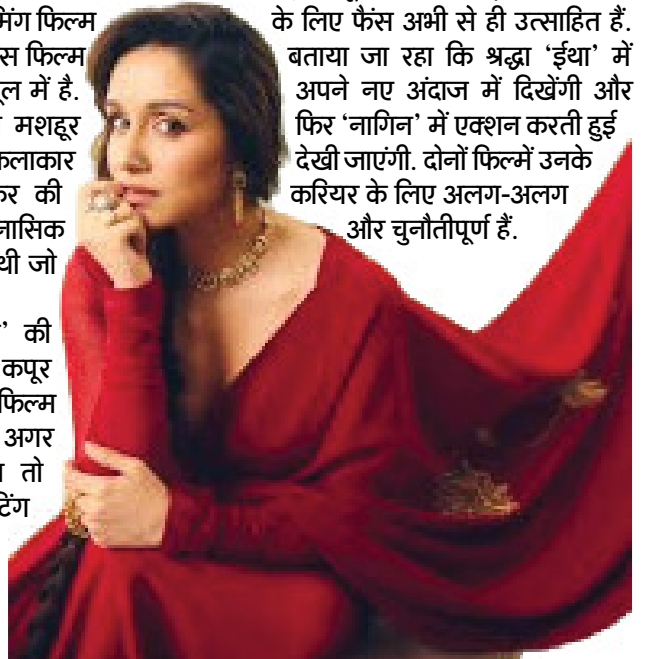 फिल्म
स फिल्म
में है.
मशहूर
कलाकार
की
नासिक
थी जो
की
कपूर
फिल्म
अगर
तो
के लिए फैंस अभी से ही उत्साहित हैं.
बताया जा रहा कि श्रद्धा ‘ईथा’ में
अपने नए अंदाज में दिखेंगी और
फिर ‘नागिन’ में एक्शन करती हुई
देखी जाएंगी. दोनों फिल्में उनके
करियर के लिए अलग-अलग
और चुनौतीपूर्ण हैं.